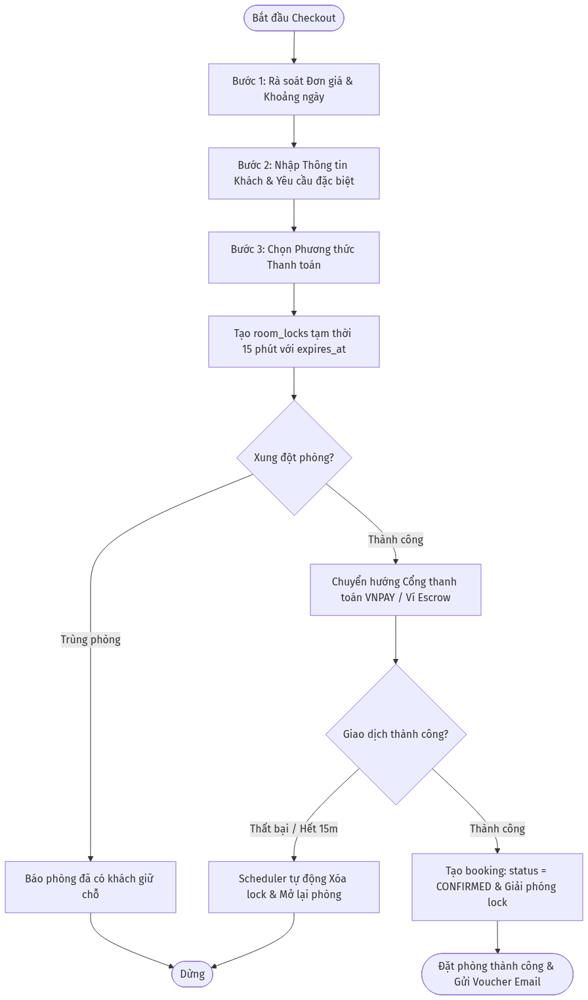 Bắt đầu Checkout
Bước 1: Rà soát Đơn giá &
Khoảng ngày
Bước 2: Nhập Thông tin
Khách & Yêu cầu đặc biệt
Bước 3: Chọn Phương thức
Thanh toán
Tạo room_locks tạm thời
15 phút với expires_at
Xung đột phòng?
Thành công
Chuyển hướng Cổng thanh
toán VNPAY / Ví Escrow
Trùng phòng
Giao dịch thành công?
Thất bại / Hết 15m
Thành công
Báo phòng đã có khách giữ
chỗ
Scheduler tự động Xóa
lock & Mở lại phòng
Tạo booking: status =
CONFIRMED & Giải phóng
lock
Dừng
Đặt phòng thành công &
Gửi Voucher Email